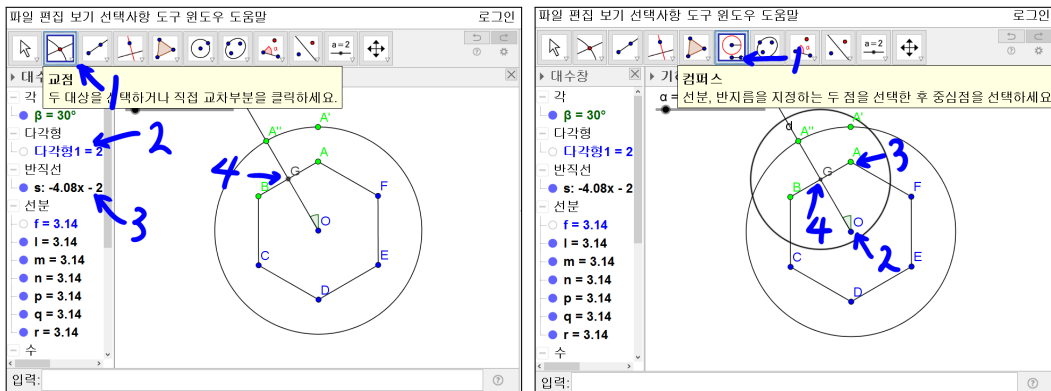 파일 편집 보기 선택사항 도구 윈도우 도움말
로그인
a=2
교점
두 대상을 선택하거나 직접 교차부분을 클릭하세요.
1
각
β = 30°
다각형
다각형1 = 2
2
반직선
s: -4.08x - 2
3
선분
f = 3.14
l = 3.14
m = 3.14
n = 3.14
p = 3.14
q = 3.14
r = 3.14
수
입력:
A''
A'
A
4
G
B
F
O
C
E
D
파일 편집 보기 선택사항 도구 윈도우 도움말
로그인
a=2
1
대수창
컴퍼스
선분, 반지름을 지정하는 두 점을 선택한 후 중심점을 선택하세요
각
β = 30°
다각형
다각형1 = 2
반직선
s: -4.08x - 2
선분
f = 3.14
l = 3.14
m = 3.14
n = 3.14
p = 3.14
q = 3.14
r = 3.14
수
입력:
α =
d
A''
A'
A
3
G
B
F
4
O
2
C
E
D